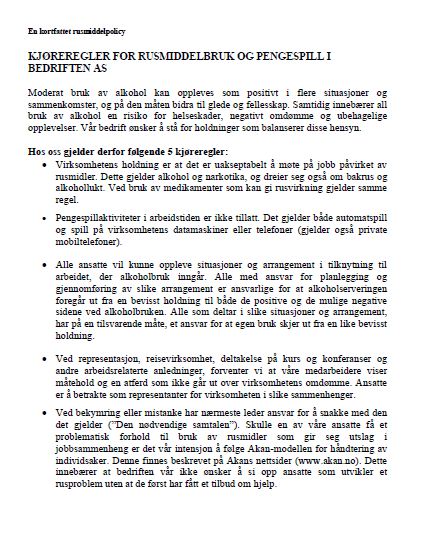 En kortfattet rusmiddelpolicy
KJØREREGLER FOR RUSMIDDELBRUK OG PENGESPILL I
BEDRIFTEN AS
Moderat bruk av alkohol kan oppleves som positivt i flere situasjoner og
sammenkomster, og på den måten bidra til glede og fellesskap. Samtidig innebærer all
bruk av alkohol en risiko for helseskader, negativt omdømme og ubehagelige
opplevelser. Vår bedrift ønsker å stå for holdninger som balanserer disse hensyn.
Hos oss gjelder derfor følgende 5 kjøreregler:
• Virksomhetens holdning er at det er uakseptabelt å møte på jobb påvirket av
rusmidler. Dette gjelder alkohol og narkotika, og dreier seg også om bakrus og
alkohollukt. Ved bruk av medikamenter som kan gi rusvirkning gjelder samme
regel.
• Pengespillaktiviteter i arbeidstiden er ikke tillatt. Det gjelder både automatspill
og spill på virksomhetens datamaskiner eller telefoner (gjelder også private
mobiltelefoner).
• Alle ansatte vil kunne oppleve situasjoner og arrangement i tilknytning til
arbeidet, der alkoholbruk inngår. Alle med ansvar for planlegging og
gjennomføring av slike arrangement er ansvarlige for at alkoholserveringen
foregår ut fra en bevisst holdning til både de positive og de mulige negative
sidene ved alkoholbruken. Alle som deltar i slike situasjoner og arrangement,
har på en tilsvarende måte, et ansvar for at egen bruk skjer ut fra en like bevisst
holdning.
• Ved representasjon, reisevirksomhet, deltakelse på kurs og konferanser og
andre arbeidsrelaterte anledninger, forventer vi at våre medarbeidere viser
måtehold og en atferd som ikke går ut over virksomhetens omdømme. Ansatte
er å betrakte som representanter for virksomheten i slike sammenhenger.
• Ved bekymring eller mistanke har nærmeste leder ansvar for å snakke med den
det gjelder (”Den nødvendige samtalen”). Skulle en av våre ansatte få et
problematisk forhold til bruk av rusmidler som gir seg utslag i
jobbsammenheng er det vår intensjon å følge Akan-modellen for håndtering av
individsaker. Denne finnes beskrevet på Akans nettsider (www.akan.no). Dette
innebærer at bedriften vår ikke ønsker å si opp ansatte som utvikler et
rusproblem uten at de først har fått et tilbud om hjelp.